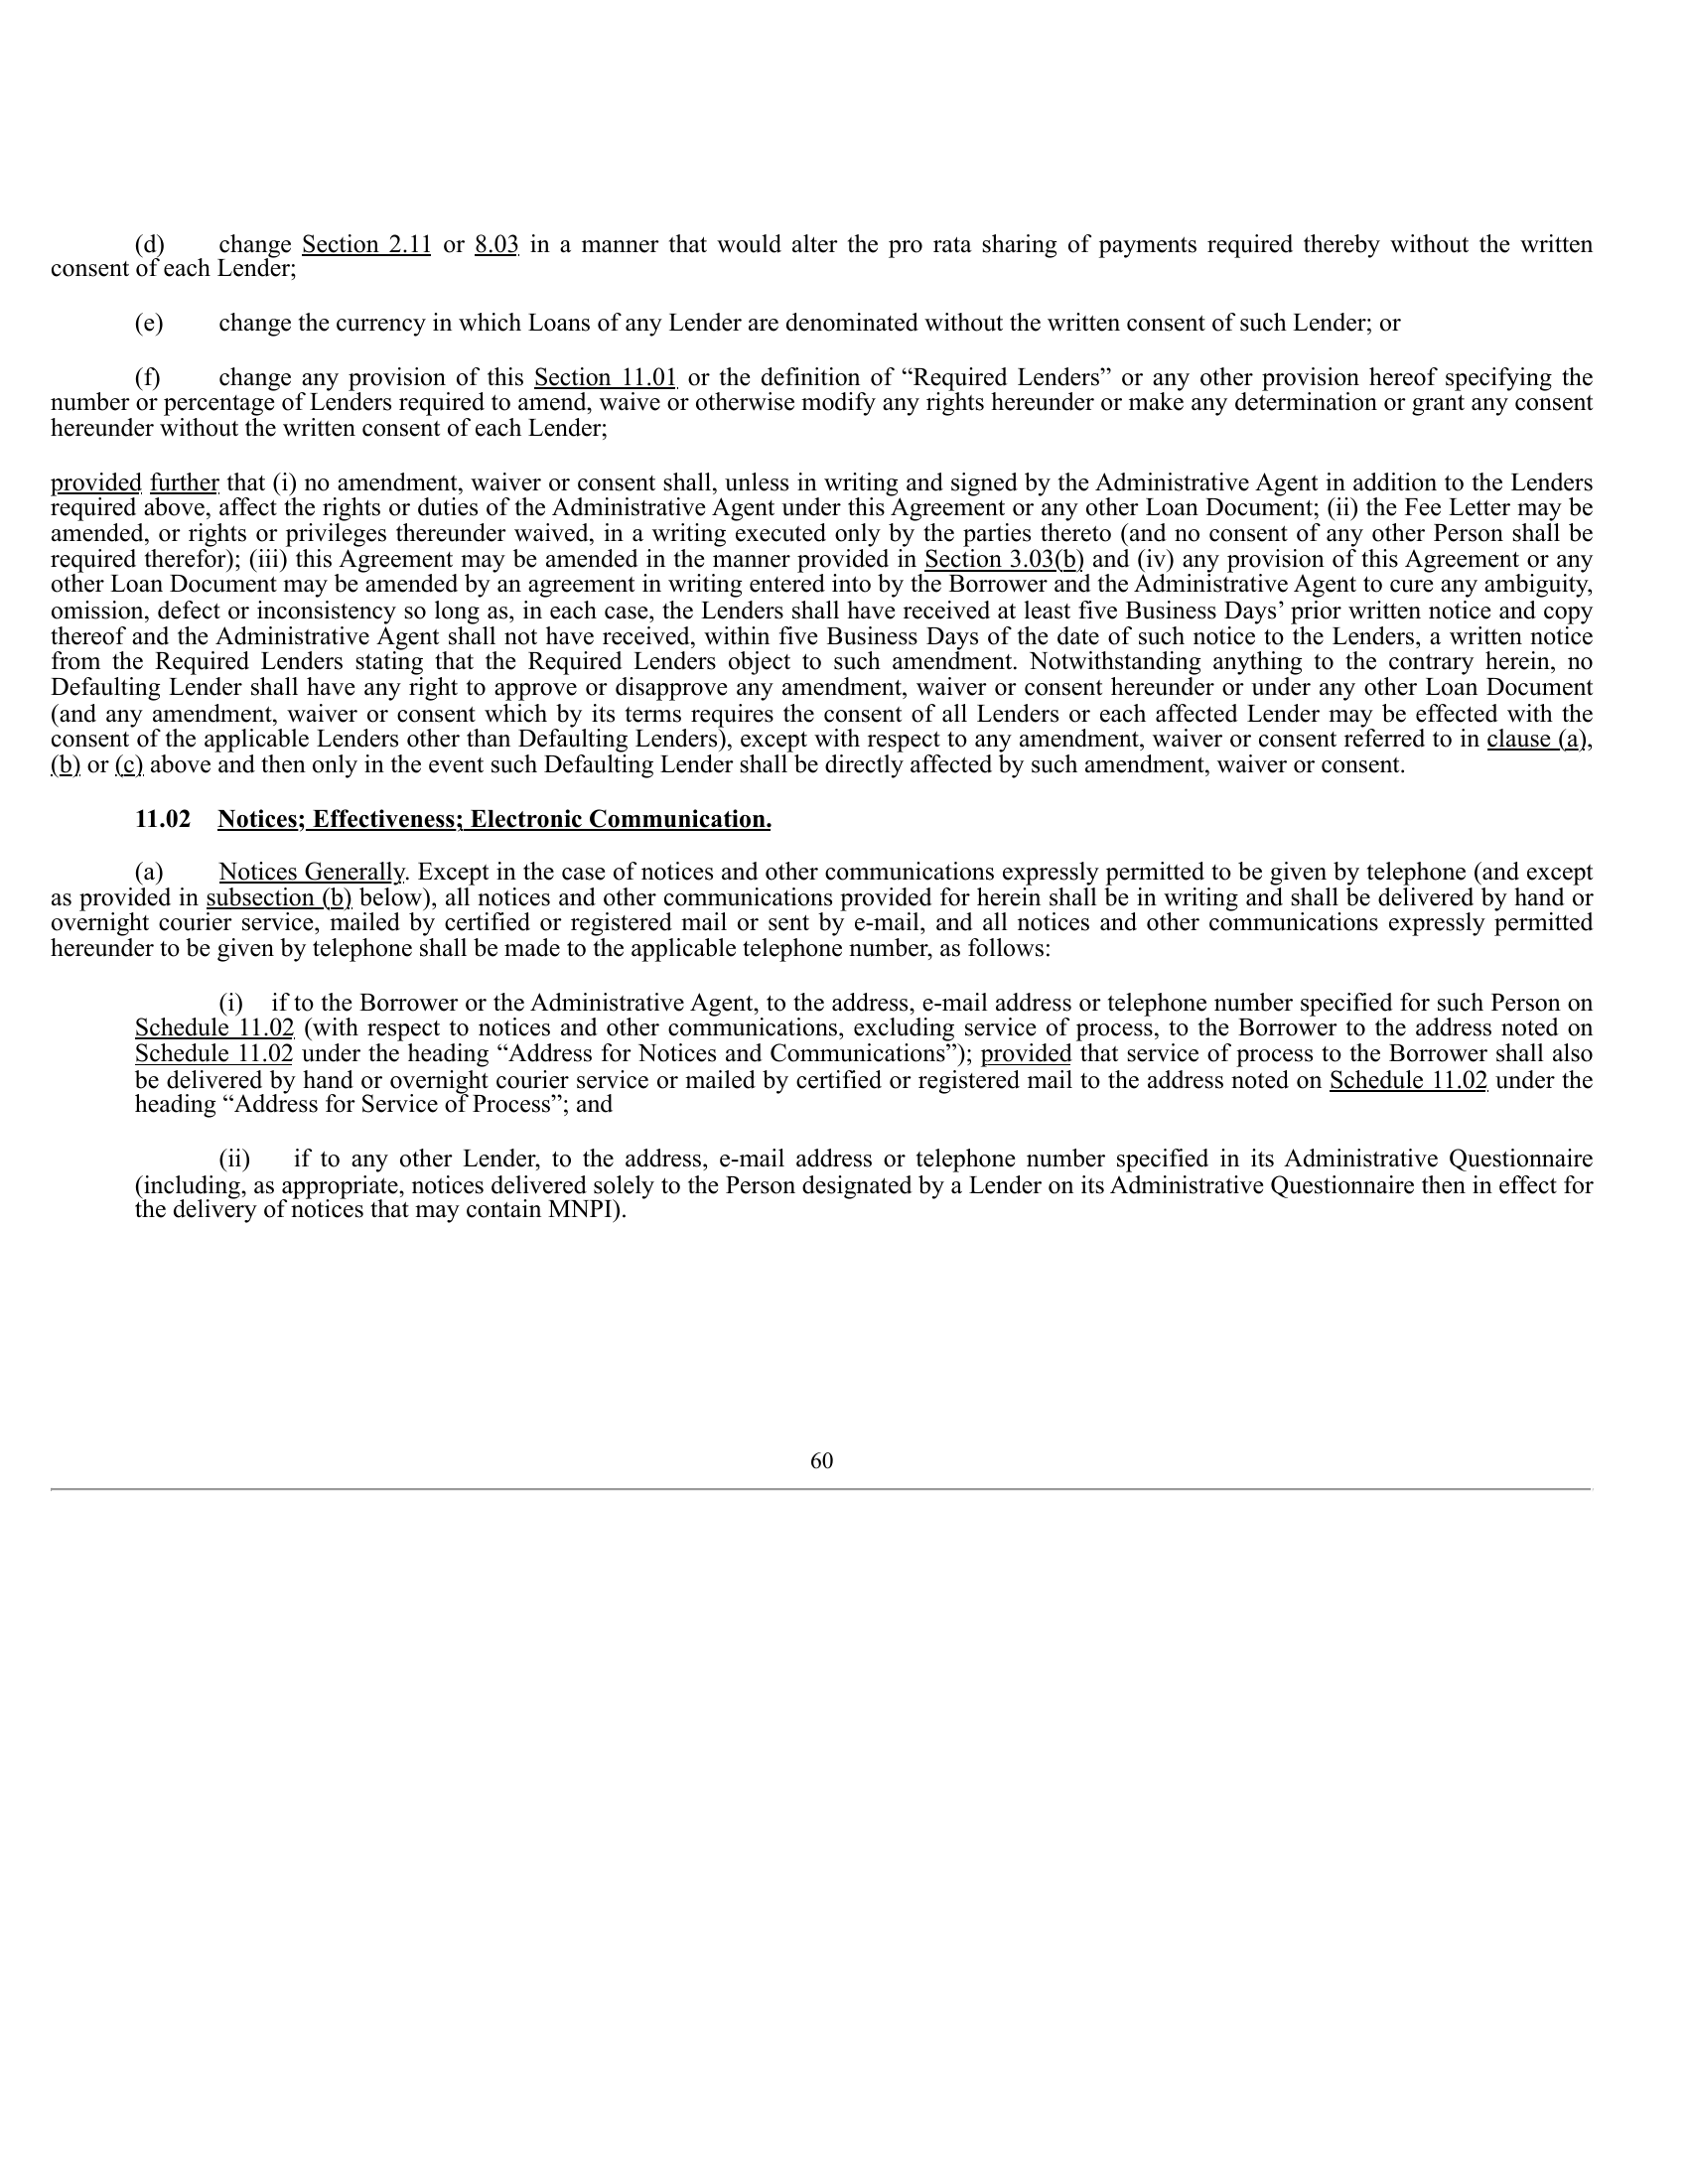 (d) change Section 2.11 or 8.03 in a manner that would alter the pro rata sharing of payments required thereby without the written
consent of each Lender;
(e) change the currency in which Loans of any Lender are denominated without the written consent of such Lender; or
(f) change any provision of this Section 11.01 or the definition of “Required Lenders” or any other provision hereof specifying the
number or percentage of Lenders required to amend, waive or otherwise modify any rights hereunder or make any determination or grant any consent
hereunder without the written consent of each Lender;
provided further that (i) no amendment, waiver or consent shall, unless in writing and signed by the Administrative Agent in addition to the Lenders
required above, affect the rights or duties of the Administrative Agent under this Agreement or any other Loan Document; (ii) the Fee Letter may be
amended, or rights or privileges thereunder waived, in a writing executed only by the parties thereto (and no consent of any other Person shall be
required therefor); (iii) this Agreement may be amended in the manner provided in Section 3.03(b) and (iv) any provision of this Agreement or any
other Loan Document may be amended by an agreement in writing entered into by the Borrower and the Administrative Agent to cure any ambiguity,
omission, defect or inconsistency so long as, in each case, the Lenders shall have received at least five Business Days’ prior written notice and copy
thereof and the Administrative Agent shall not have received, within five Business Days of the date of such notice to the Lenders, a written notice
from the Required Lenders stating that the Required Lenders object to such amendment. Notwithstanding anything to the contrary herein, no
Defaulting Lender shall have any right to approve or disapprove any amendment, waiver or consent hereunder or under any other Loan Document
(and any amendment, waiver or consent which by its terms requires the consent of all Lenders or each affected Lender may be effected with the
consent of the applicable Lenders other than Defaulting Lenders), except with respect to any amendment, waiver or consent referred to in clause (a),
(b) or (c) above and then only in the event such Defaulting Lender shall be directly affected by such amendment, waiver or consent.
11.02 Notices; Effectiveness; Electronic Communication.
(a) Notices Generally. Except in the case of notices and other communications expressly permitted to be given by telephone (and except
as provided in subsection (b) below), all notices and other communications provided for herein shall be in writing and shall be delivered by hand or
overnight courier service, mailed by certified or registered mail or sent by e-mail, and all notices and other communications expressly permitted
hereunder to be given by telephone shall be made to the applicable telephone number, as follows:
(i) if to the Borrower or the Administrative Agent, to the address, e-mail address or telephone number specified for such Person on
Schedule 11.02 (with respect to notices and other communications, excluding service of process, to the Borrower to the address noted on
Schedule 11.02 under the heading “Address for Notices and Communications”); provided that service of process to the Borrower shall also
be delivered by hand or overnight courier service or mailed by certified or registered mail to the address noted on Schedule 11.02 under the
heading “Address for Service of Process”; and
(ii) if to any other Lender, to the address, e-mail address or telephone number specified in its Administrative Questionnaire
(including, as appropriate, notices delivered solely to the Person designated by a Lender on its Administrative Questionnaire then in effect for
the delivery of notices that may contain MNPI).
60